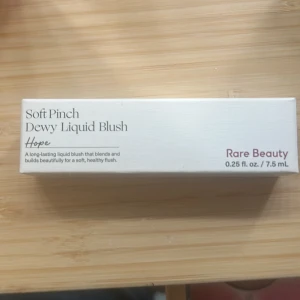 Soft Pinch
Dewy Liquid Blush
Hope
A long-lasting liquid blush that blends and
builds beautifully for a soft, healthy flush.
Rare Beauty
0.25 fl. oz. / 7.5 mL